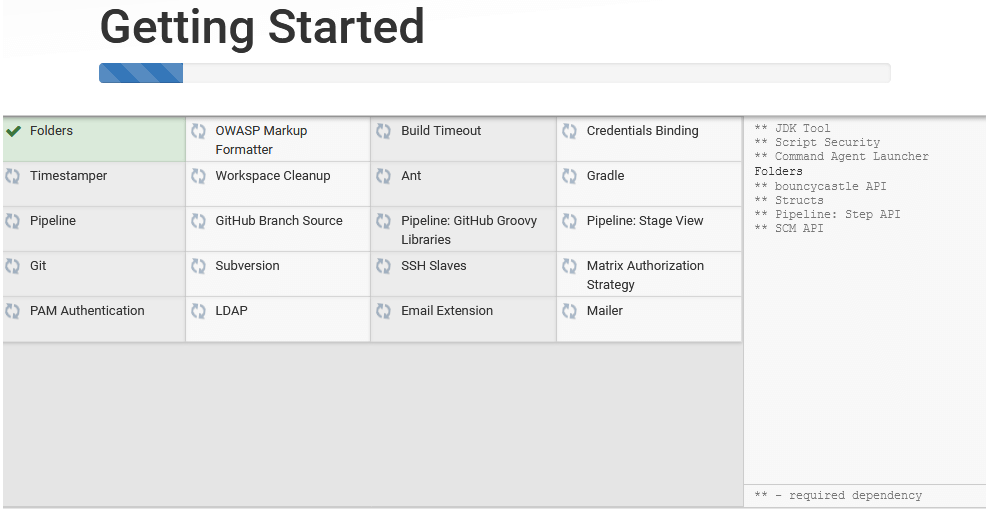 Getting Started
Folders
OWASP Markup
Formatter
Build Timeout
Credentials Binding
Timestamper
Workspace Cleanup
Ant
Gradle
Pipeline
GitHub Branch Source
Pipeline: GitHub Groovy
Libraries
Pipeline: Stage View
Git
Subversion
SSH Slaves
Matrix Authorization
Strategy
PAM Authentication
LDAP
Email Extension
Mailer
** JDK Tool
** Script Security
** Command Agent Launcher
Folders
** bouncycastle API
** Structs
** Pipeline: Step API
** SCM API
** - required dependency